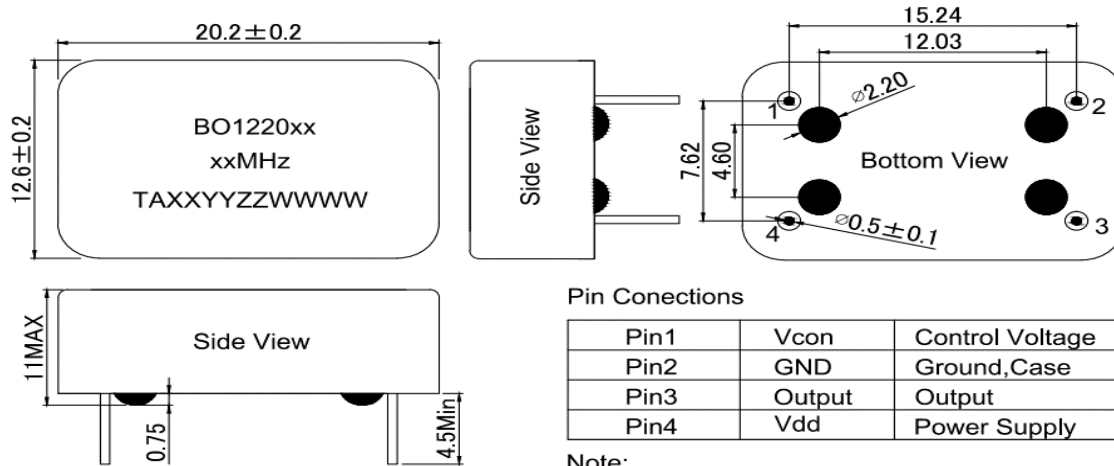 20.2±0.2
12.6±0.2
BO1220xx
xxMHz
TAXXYYZZWWWW
Side View
15.24
12.03
1
2
⌀2.20
7.62
4.60
Bottom View
4
3
⌀0.5±0.1
11MAX
Side View
0.75
4.5Min
Pin Conections
Pin1 Vcon Control Voltage
Pin2 GND Ground,Case
Pin3 Output Output
Pin4 Vdd Power Supply
Note: